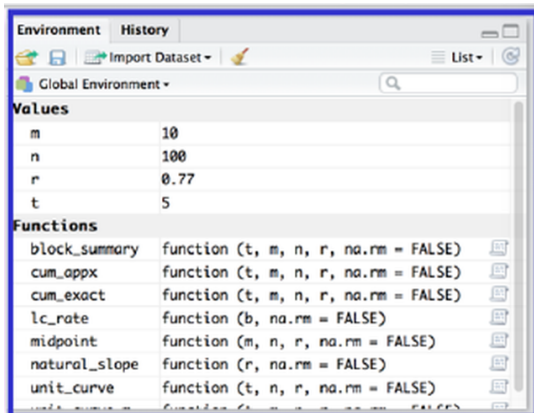 Environment History
Import Dataset List
Global Environment
Values
m 10
n 100
r 0.77
t 5
Functions
block_summary function (t, m, n, r, na.rm = FALSE)
cum_appx function (t, m, n, r, na.rm = FALSE)
cum_exact function (t, m, n, r, na.rm = FALSE)
lc_rate function (b, na.rm = FALSE)
midpoint function (m, n, r, na.rm = FALSE)
natural_slope function (r, na.rm = FALSE)
unit_curve function (t, n, r, na.rm = FALSE)